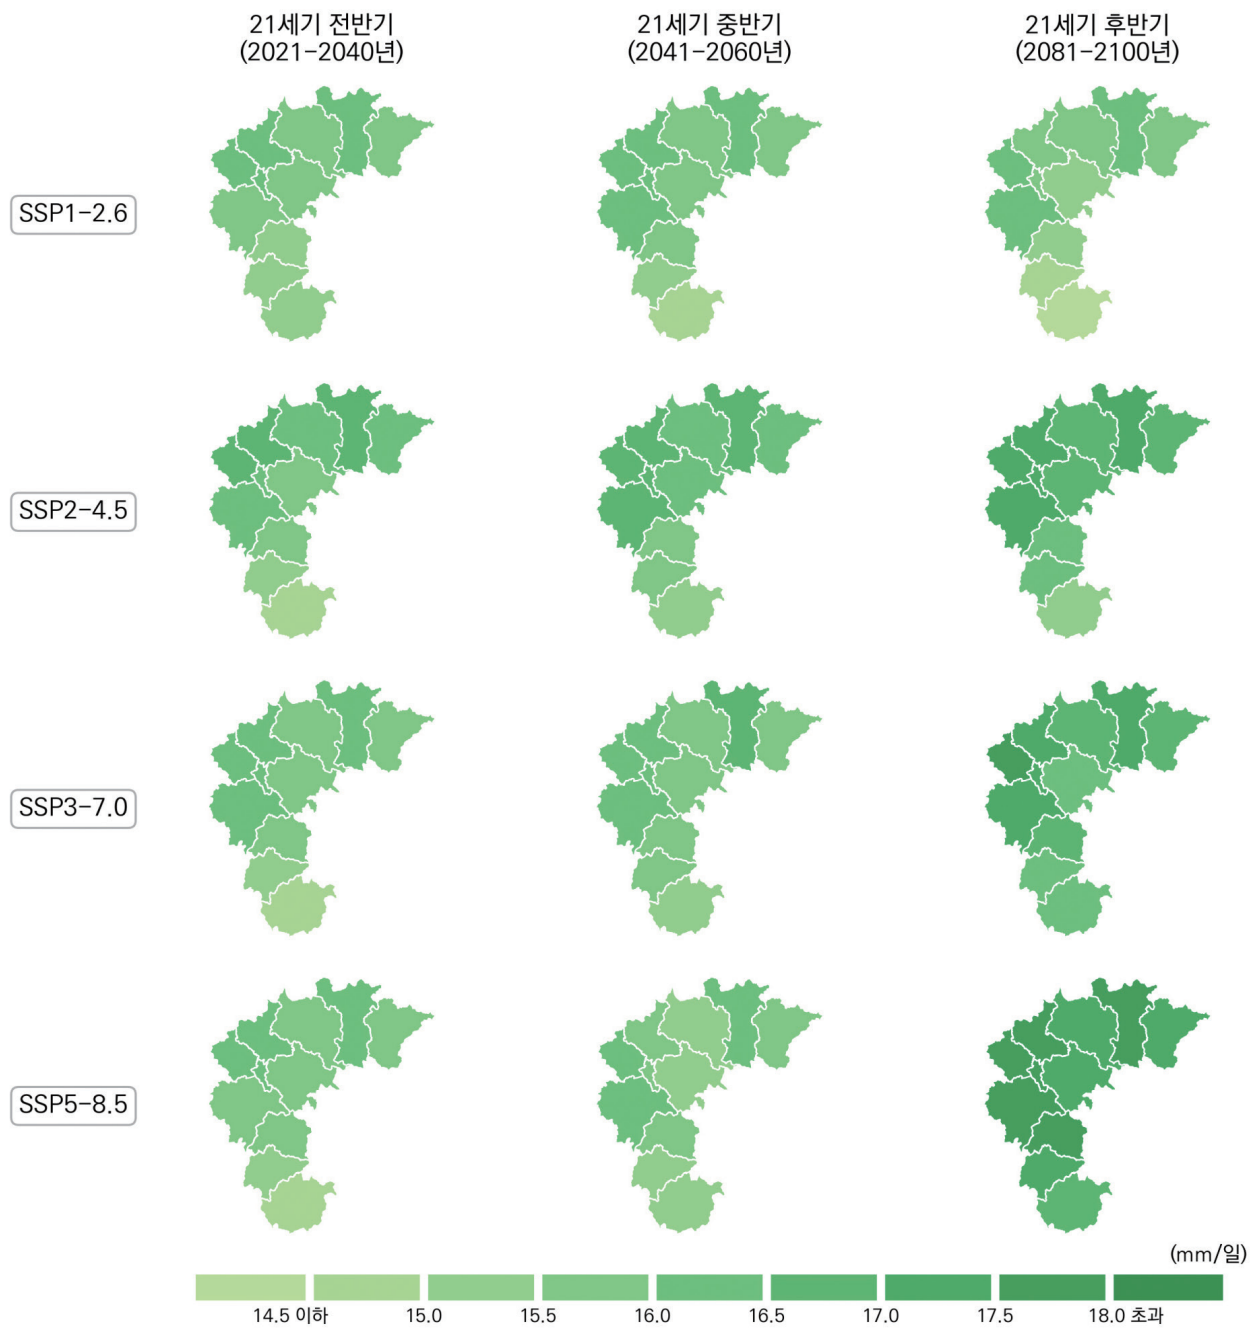 21세기 전반기
(2021-2040년)
21세기 중반기
(2041-2060년)
21세기 후반기
(2081-2100년)
SSP1-2.6
SSP2-4.5
SSP3-7.0
SSP5-8.5
(mm/일)
14.5 이하
15.0
15.5
16.0
16.5
17.0
17.5
18.0 초과